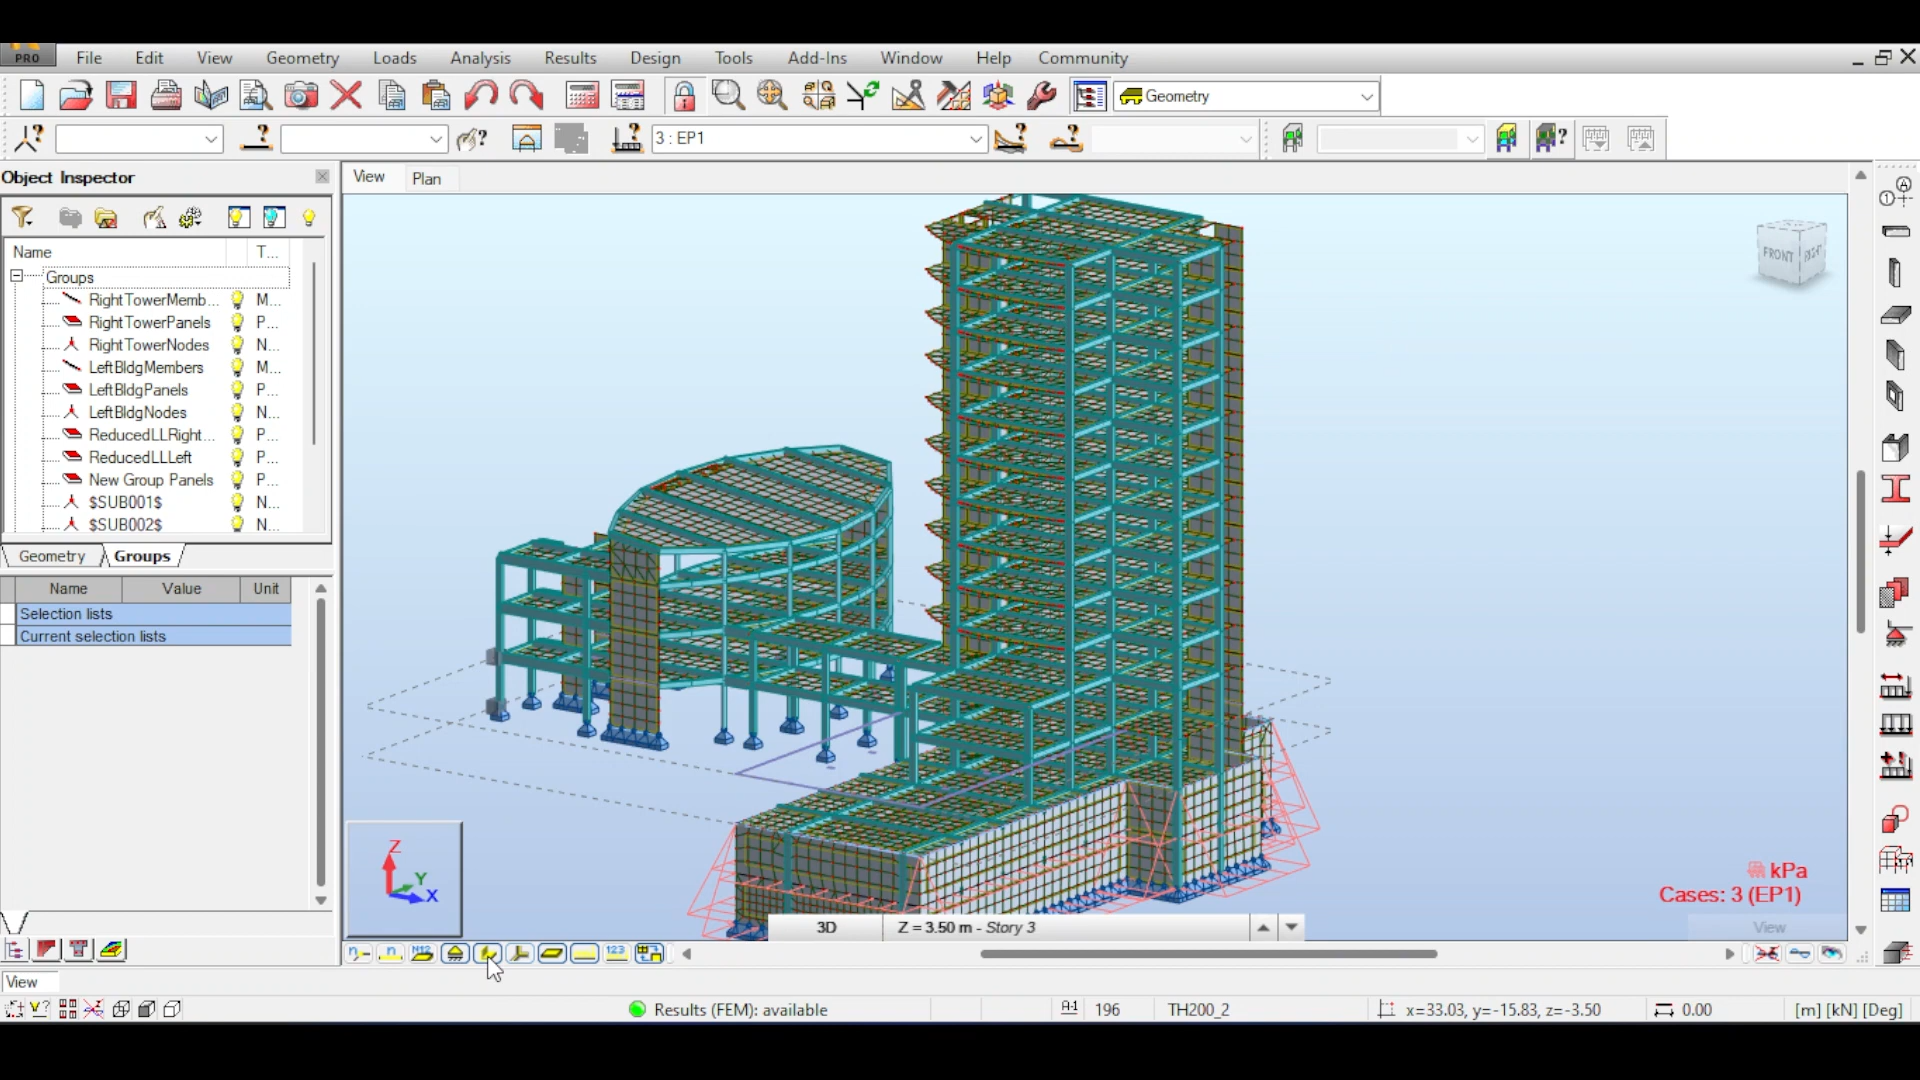 PRO
File Edit View Geometry Loads Analysis Results Design Tools Add-Ins Window Help Community
Geometry
3 : EP1
Object Inspector
View Plan
Name T...
Groups
RightTowerMemb... M...
RightTowerPanels P...
RightTowerNodes N...
LeftBldgMembers M...
LeftBldgPanels P...
LeftBldgNodes N...
ReducedLLRight... P...
ReducedLLLeft P...
New Group Panels P...
$SUB001$ N...
$SUB002$ N...
Geometry Groups
Name Value Unit
Selection lists
Current selection lists
FRONT RIGHT
Z
Y
X
kPa
Cases: 3 (EP1)
3D Z = 3.50 m - Story 3
View
View
Results (FEM): available 196 TH200_2 x=33.03, y=-15.83, z=-3.50 0.00 [m] [kN] [Deg]